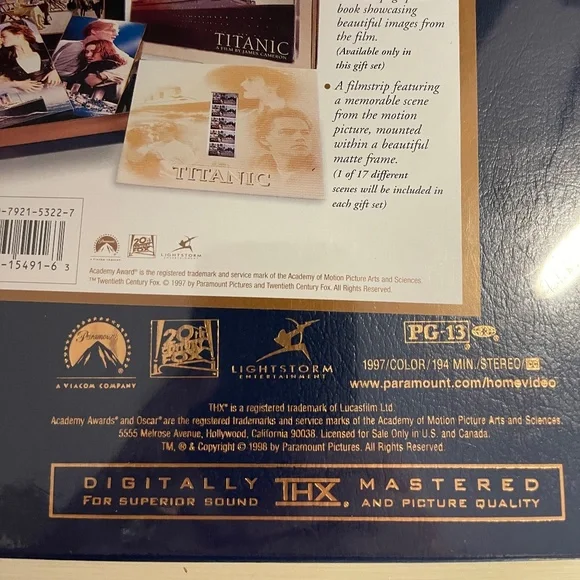 book showcasing
beautiful images from
the film.
(Available only in
this gift set)
TITANIC
A FILM BY JAMES CAMERON
• A filmstrip featuring
a memorable scene
from the motion
picture, mounted
within a beautiful
matte frame.
(1 of 17 different
scenes will be included in
each gift set)
TITANIC
-7921-5322-7
15491-6 3
20th CENTURY FOX
LIGHTSTORM
Academy Award® is the registered trademark and service mark of the Academy of Motion Picture Arts and Sciences.
™Twentieth Century Fox. © 1997 by Paramount Pictures and Twentieth Century Fox. All Rights Reserved.
Paramount
A VIACOM COMPANY
20th CENTURY FOX
LIGHTSTORM
ENTERTAINMENT
PG-13
1997/COLOR/194 MIN./STEREO/
www.paramount.com/homevideo
THX® is a registered trademark of Lucasfilm Ltd.
Academy Awards® and Oscar® are the registered trademarks and service marks of the Academy of Motion Picture Arts and Sciences.
5555 Melrose Avenue, Hollywood, California 90038. Licensed for Sale Only in U.S. and Canada.
TM, ® & Copyright © 1998 by Paramount Pictures. All Rights Reserved.
DIGITALLY THX MASTERED
FOR SUPERIOR SOUND AND PICTURE QUALITY